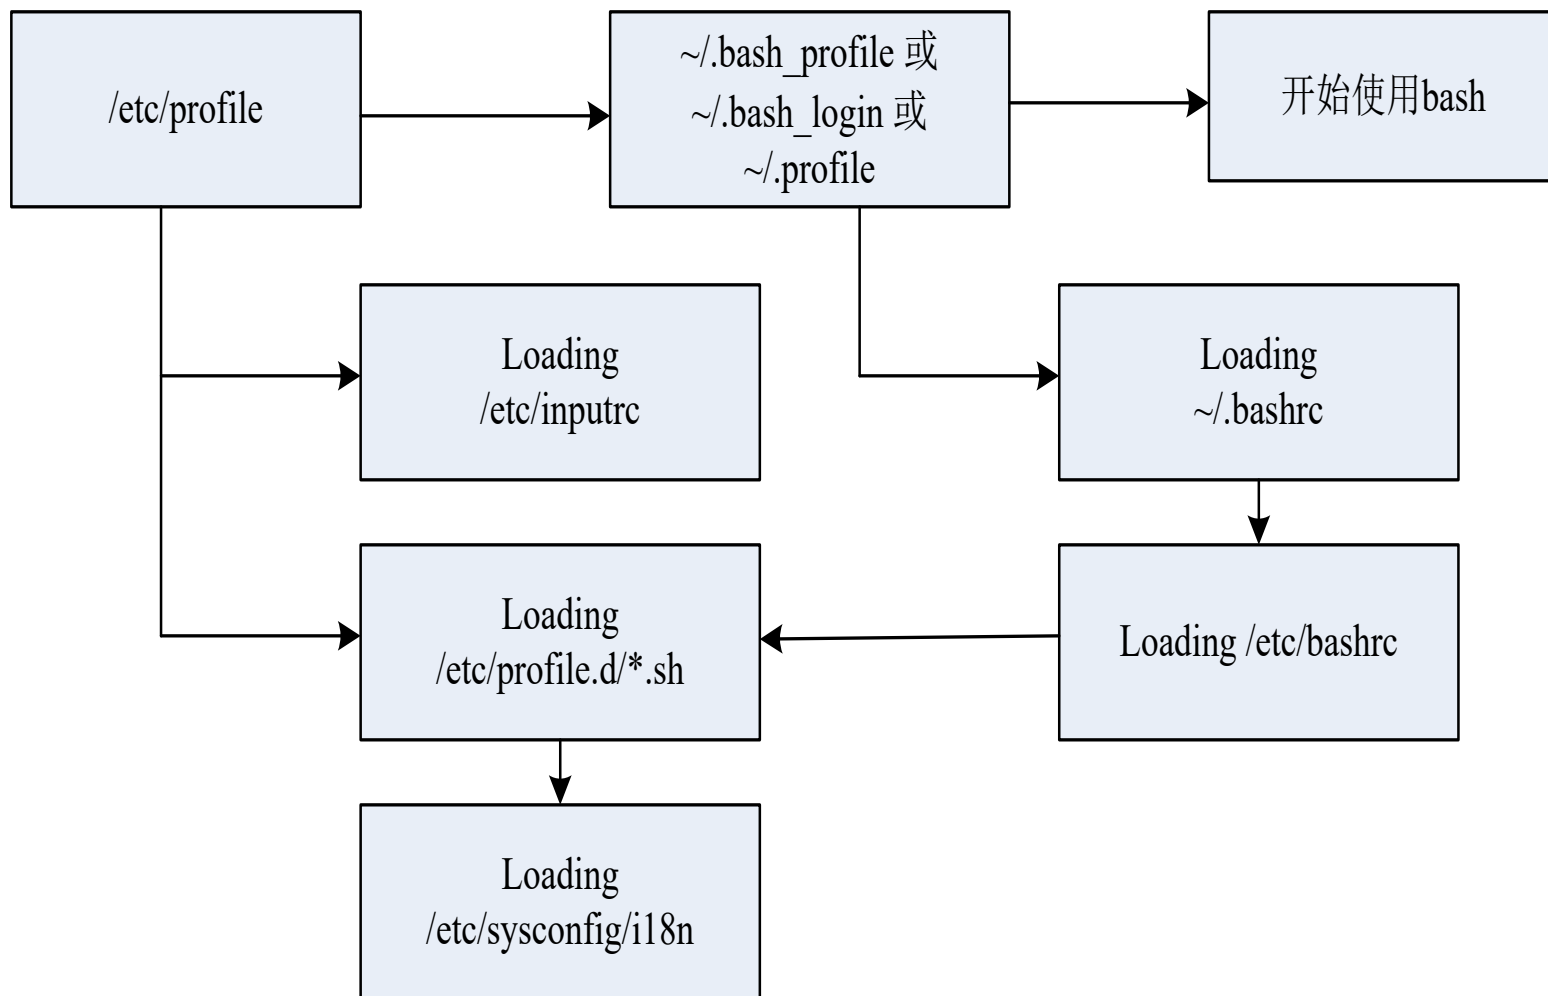 /etc/profile
~/.bash_profile 或
~/.bash_login 或
~/.profile
开始使用bash
Loading
/etc/inputrc
Loading
~/.bashrc
Loading
/etc/profile.d/*.sh
Loading /etc/bashrc
Loading
/etc/sysconfig/i18n